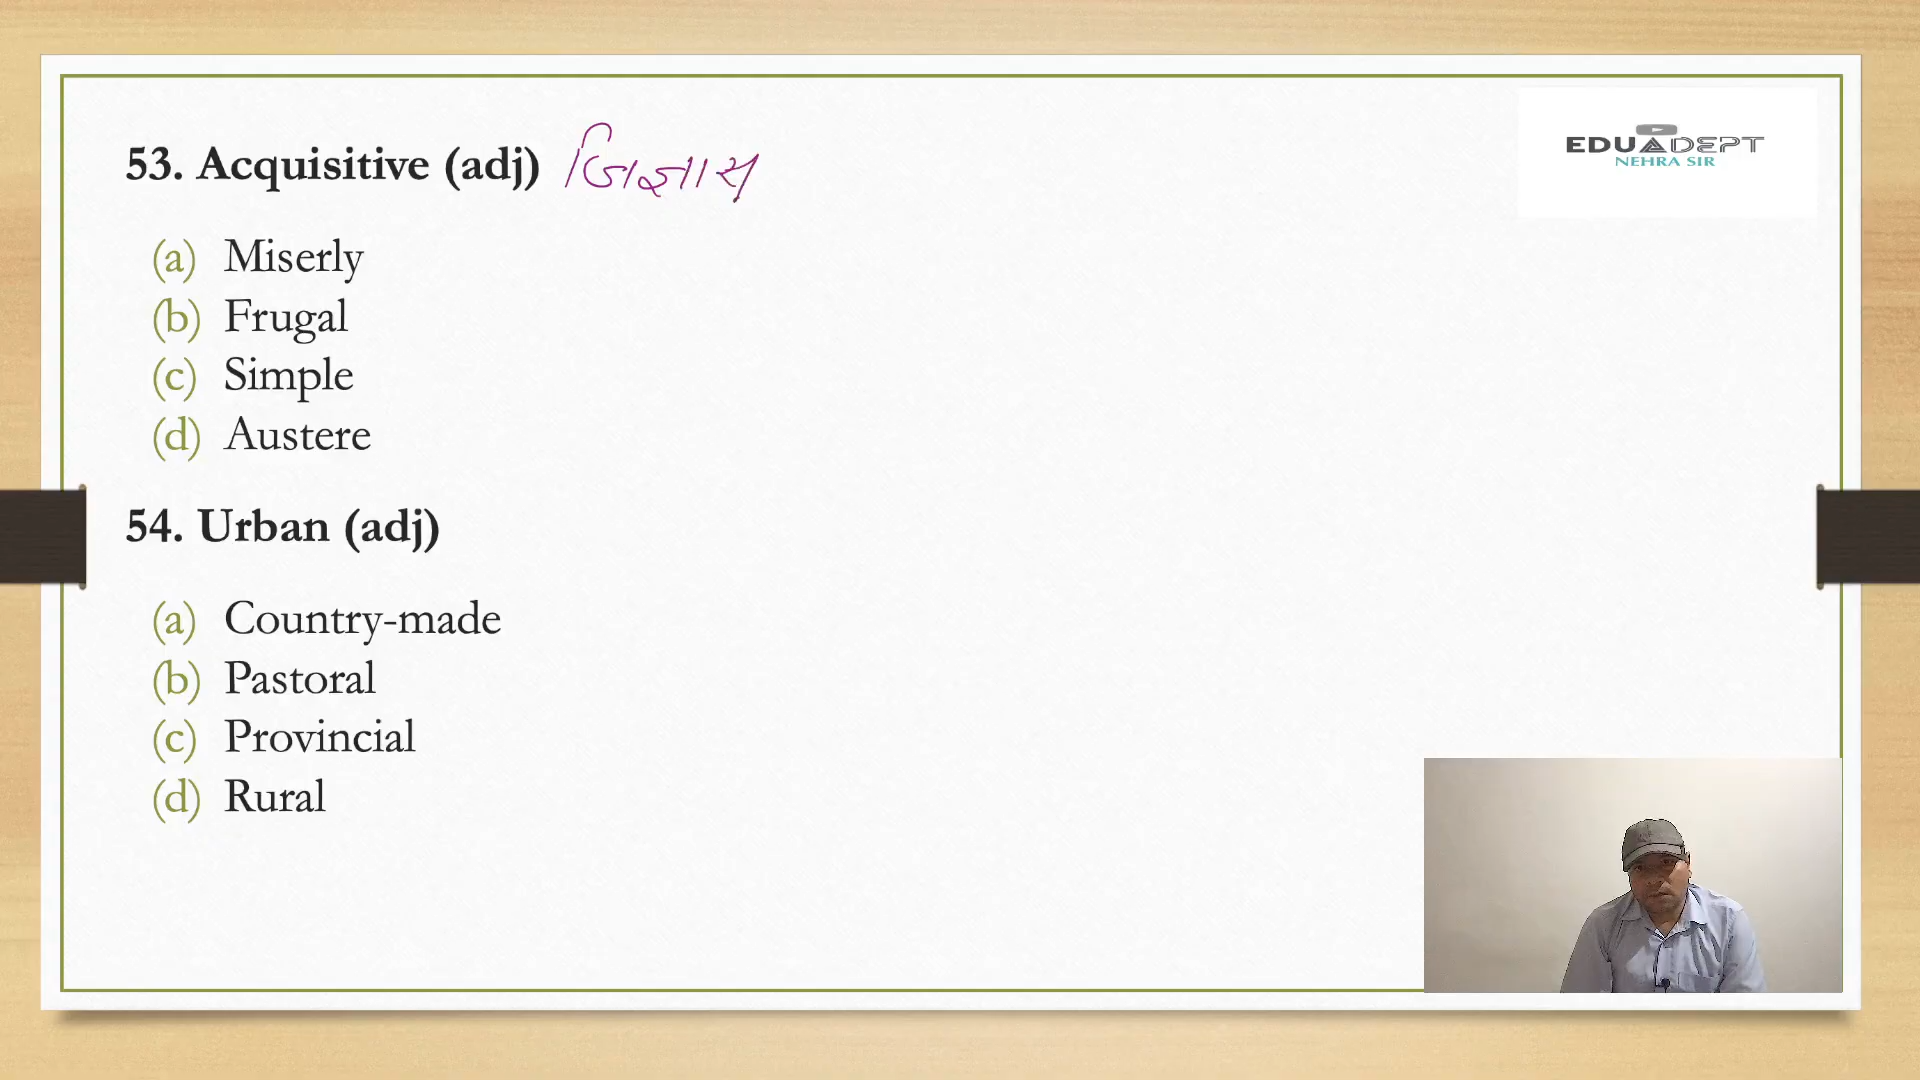 53. Acquisitive (adj)
EDUADEPT
NEHRA SIR
(a) Miserly
(b) Frugal
(c) Simple
(d) Austere
54. Urban (adj)
(a) Country-made
(b) Pastoral
(c) Provincial
(d) Rural